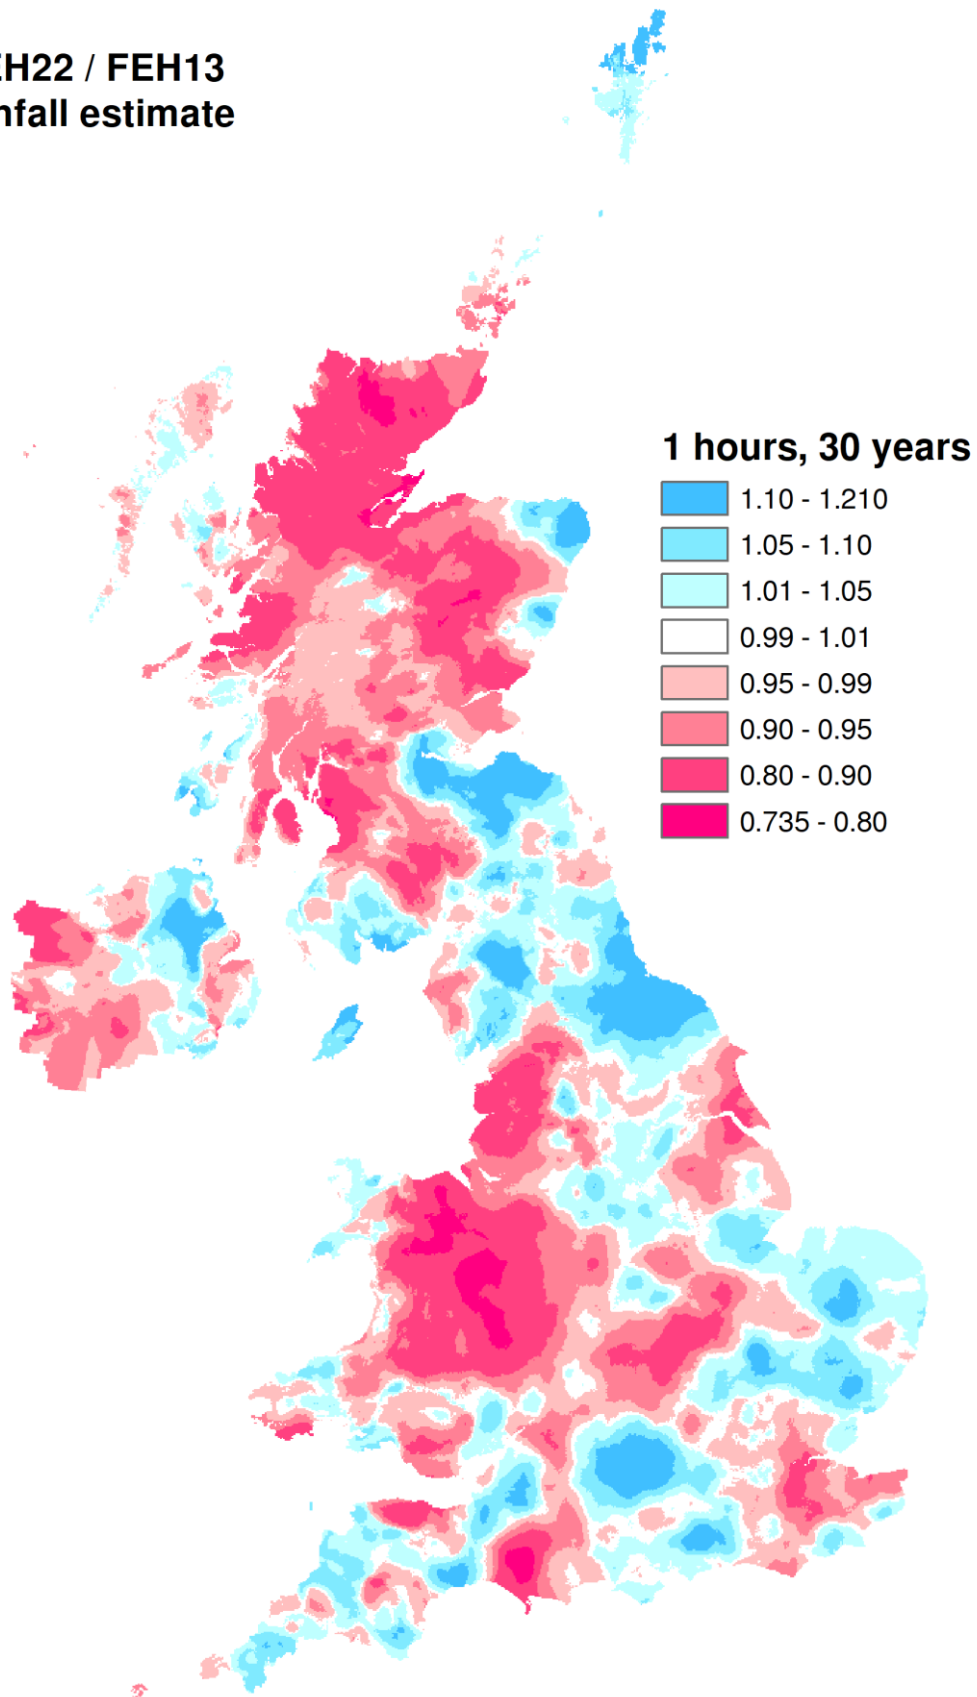 EH22 / FEH13
nfall estimate
1 hours, 30 years
1.10 - 1.210
1.05 - 1.10
1.01 - 1.05
0.99 - 1.01
0.95 - 0.99
0.90 - 0.95
0.80 - 0.90
0.735 - 0.80